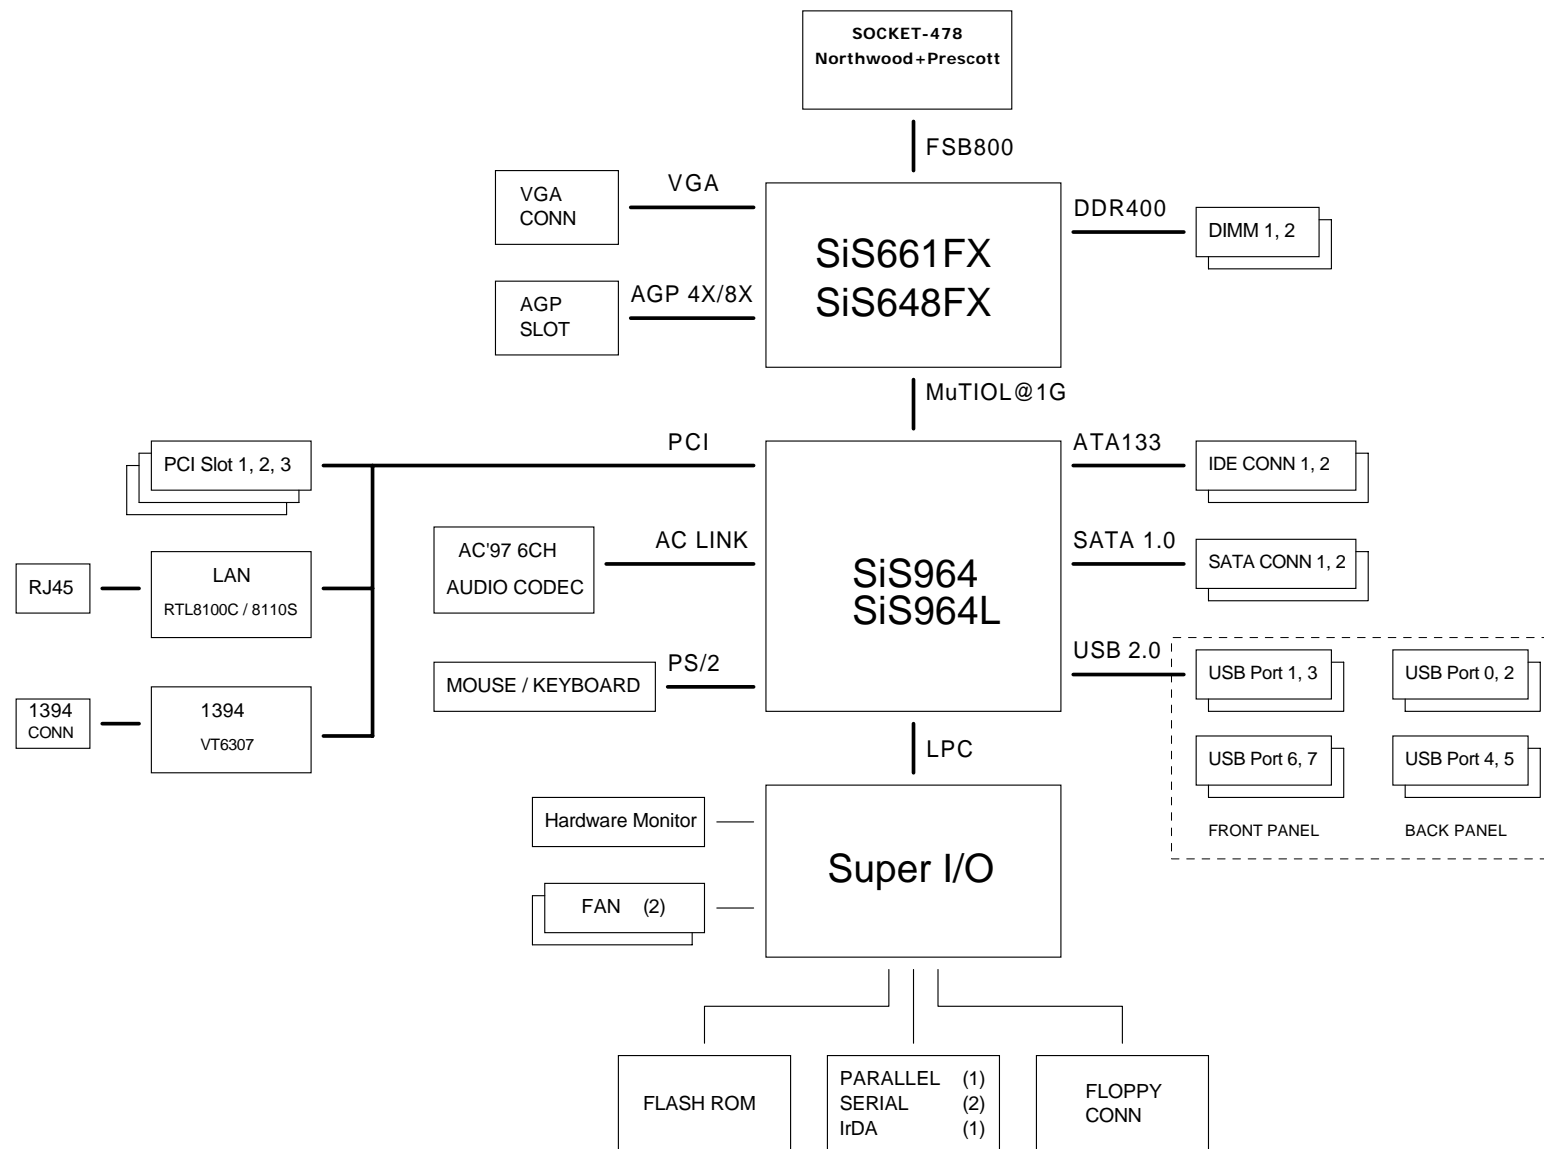 SOCKET-478
Northwood+Prescott
FSB800
VGA
CONN
VGA
SiS661FX
SiS648FX
DDR400
DIMM 1, 2
AGP
SLOT
AGP 4X/8X
MuTIOL@1G
PCI Slot 1, 2, 3
PCI
ATA133
IDE CONN 1, 2
AC'97 6CH
AUDIO CODEC
AC LINK
SiS964
SiS964L
SATA 1.0
SATA CONN 1, 2
RJ45
LAN
RTL8100C / 8110S
MOUSE / KEYBOARD
PS/2
USB 2.0
USB Port 1, 3
USB Port 0, 2
1394
CONN
1394
VT6307
LPC
USB Port 6, 7
USB Port 4, 5
FRONT PANEL
BACK PANEL
Hardware Monitor
Super I/O
FAN (2)
FLASH ROM
PARALLEL (1)
SERIAL (2)
IrDA (1)
FLOPPY
CONN